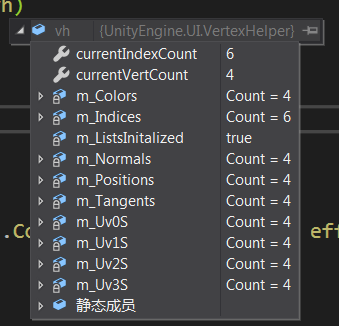 h)
vh {UnityEngine.UI.VertexHelper}
currentIndexCount 6
currentVertCount 4
m_Colors Count = 4
m_Indices Count = 6
m_ListsInitalized true
m_Normals Count = 4
m_Positions Count = 4
m_Tangents Count = 4
m_Uv0S Count = 4
.Co eff
m_Uv1S Count = 4
m_Uv2S Count = 4
m_Uv3S Count = 4
静态成员